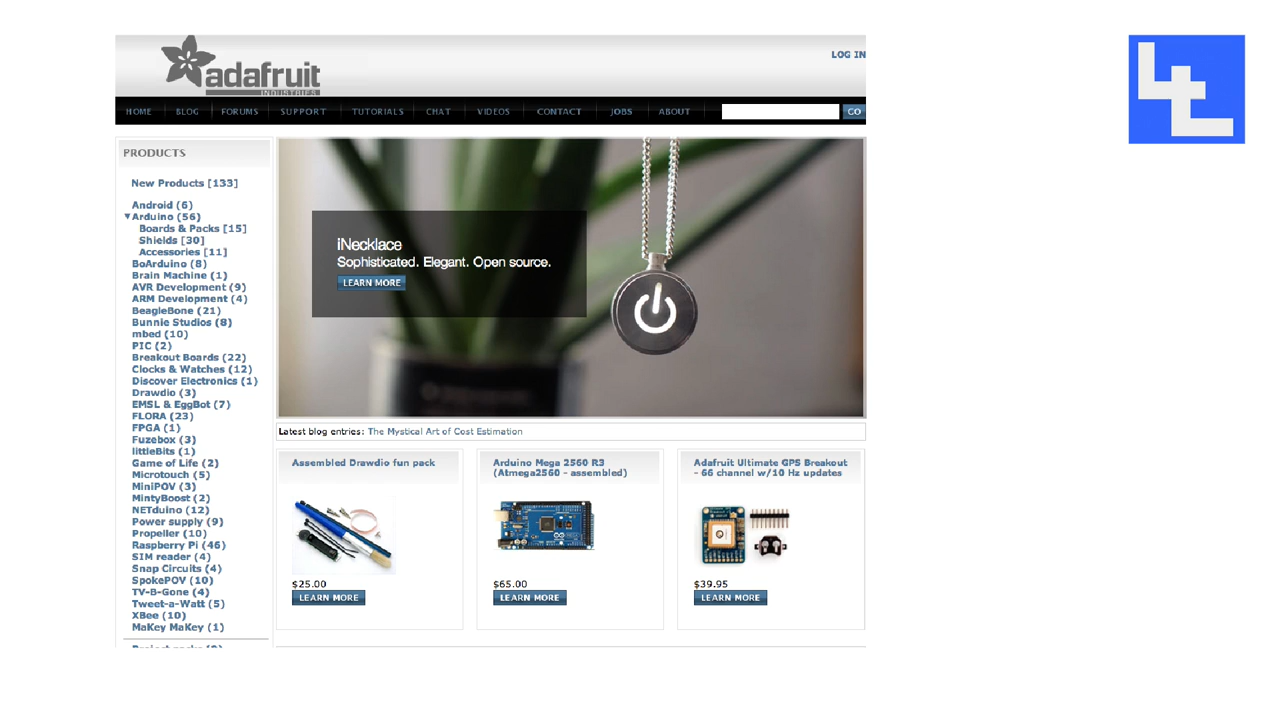 adafruit
INDUSTRIES
LOG IN
HOME
BLOG
FORUMS
SUPPORT
TUTORIALS
CHAT
VIDEOS
CONTACT
JOBS
ABOUT
GO
PRODUCTS
New Products [133]
Android (6)
▼Arduino (56)
Boards & Packs [15]
Shields [30]
Accessories [11]
BoArduino (8)
Brain Machine (1)
AVR Development (9)
ARM Development (4)
BeagleBone (21)
Bunnie Studios (8)
mbed (10)
PIC (2)
Breakout Boards (22)
Clocks & Watches (12)
Discover Electronics (1)
Drawdio (3)
EMSL & EggBot (7)
FLORA (23)
FPGA (1)
Fuzebox (3)
littleBits (1)
Game of Life (2)
Microtouch (5)
MiniPOV (3)
MintyBoost (2)
NETduino (12)
Power supply (9)
Propeller (10)
Raspberry Pi (46)
SIM reader (4)
Snap Circuits (4)
SpokePOV (10)
TV-B-Gone (4)
Tweet-a-Watt (5)
XBee (10)
MaKey MaKey (1)
iNecklace
Sophisticated. Elegant. Open source.
LEARN MORE
Latest blog entries: The Mystical Art of Cost Estimation
Assembled Drawdio fun pack
$25.00
LEARN MORE
Arduino Mega 2560 R3
(Atmega2560 - assembled)
$65.00
LEARN MORE
Adafruit Ultimate GPS Breakout
- 66 channel w/10 Hz updates
$39.95
LEARN MORE